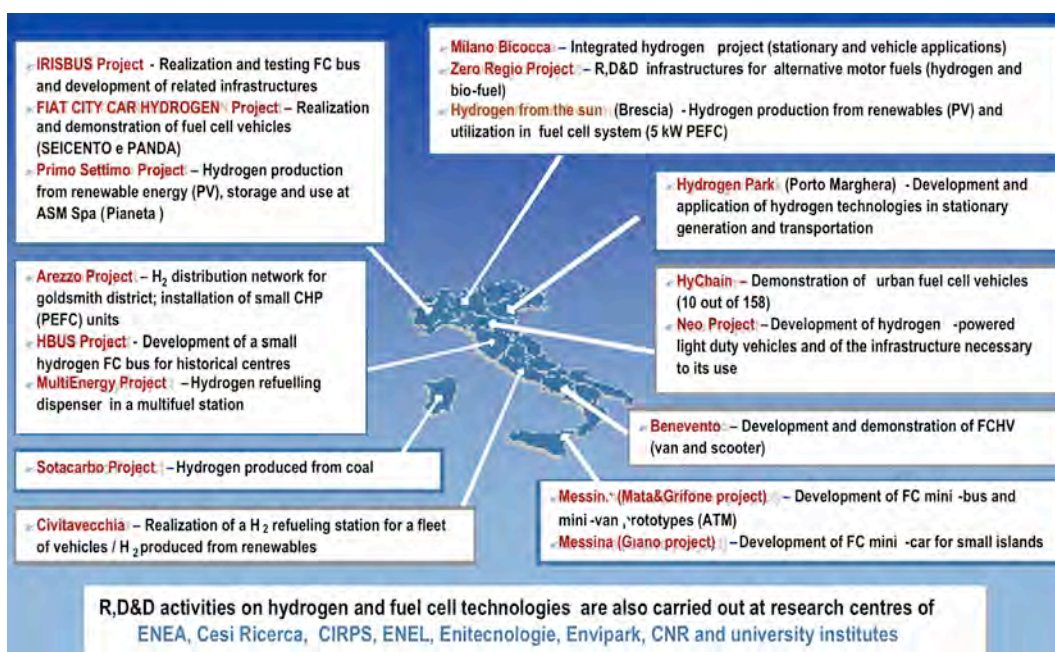 IRISBUS Project - Realization and testing FC bus
and development of related infrastructures
FIAT CITY CAR HYDROGEN Project – Realization
and demonstration of fuel cell vehicles
(SEICENTO e PANDA)
Primo Settimo Project – Hydrogen production
from renewable energy (PV), storage and use at
ASM Spa (Pianeta )
Milano Bicocca – Integrated hydrogen project (stationary and vehicle applications)
Zero Regio Project – R,D&D infrastructures for alternative motor fuels (hydrogen and
bio-fuel)
Hydrogen from the sun (Brescia) - Hydrogen production from renewables (PV) and
utilization in fuel cell system (5 kW PEFC)
Hydrogen Park (Porto Marghera) - Development and
application of hydrogen technologies in stationary
generation and transportation
Arezzo Project – H2 distribution network for
goldsmith district; installation of small CHP
(PEFC) units
HBUS Project - Development of a small
hydrogen FC bus for historical centres
MultiEnergy Project - Hydrogen refuelling
dispenser in a multifuel station
HyChain – Demonstration of urban fuel cell vehicles
(10 out of 158)
Neo Project – Development of hydrogen -powered
light duty vehicles and of the infrastructure necessary
to its use
Benevento – Development and demonstration of FCHV
(van and scooter)
Sotacarbo Project – Hydrogen produced from coal
Messina (Mata&Grifone project) – Development of FC mini -bus and
mini -van prototypes (ATM)
Messina (Giano project) – Development of FC mini -car for small islands
Civitavecchia – Realization of a H2 refueling station for a fleet
of vehicles / H2 produced from renewables
R,D&D activities on hydrogen and fuel cell technologies are also carried out at research centres of
ENEA, Cesi Ricerca, CIRPS, ENEL, Enitecnologie, Envipark, CNR and university institutes